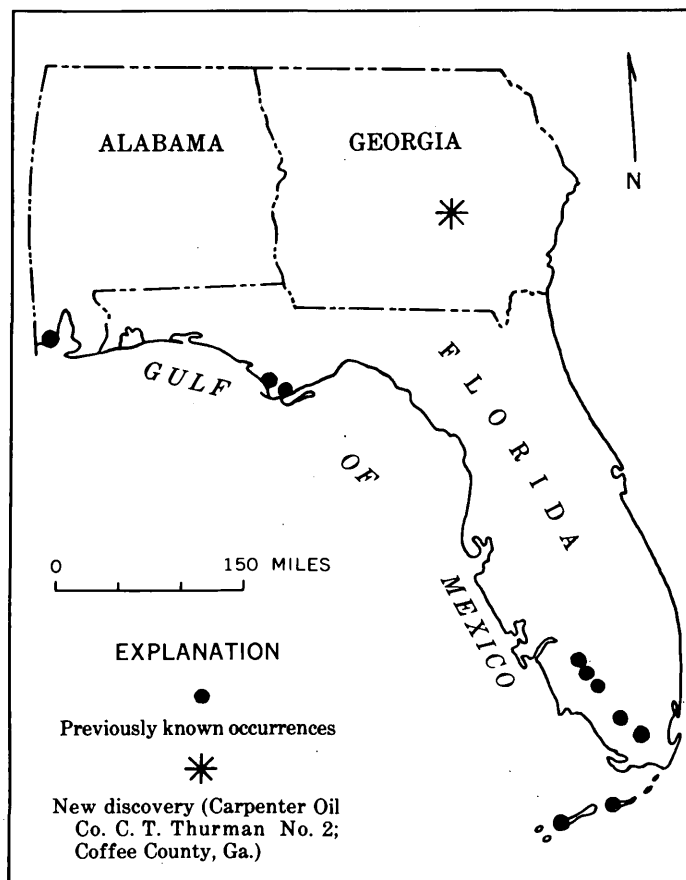 ALABAMA
GEORGIA
N
FLORIDA
GULF
OF
MEXICO
0 150 MILES
EXPLANATION
Previously known occurrences
New discovery (Carpenter Oil
Co. C. T. Thurman No. 2;
Coffee County, Ga.)